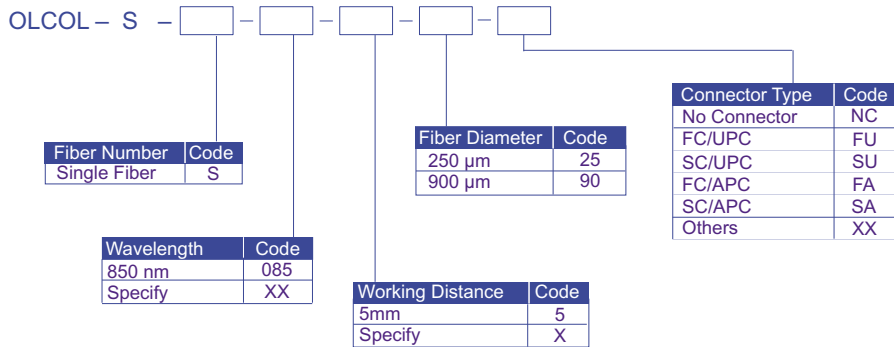 OLCOL – S – – – – –
Connector Type Code
No Connector NC
FC/UPC FU
SC/UPC SU
FC/APC FA
SC/APC SA
Others XX
Fiber Diameter Code
250 µm 25
900 µm 90
Fiber Number Code
Single Fiber S
Wavelength Code
850 nm 085
Specify XX
Working Distance Code
5mm 5
Specify X